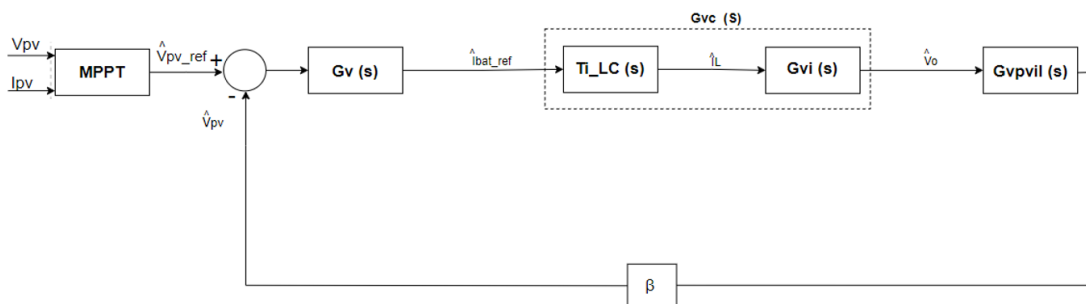 Gvc (S)
Vpv
Ipv
MPPT
^
Vpv_ref
+
-
^
Vpv
Gv (s)
^
Ibat_ref
Ti_LC (s)
^
IL
Gvi (s)
^
Vo
Gvpvil (s)
β